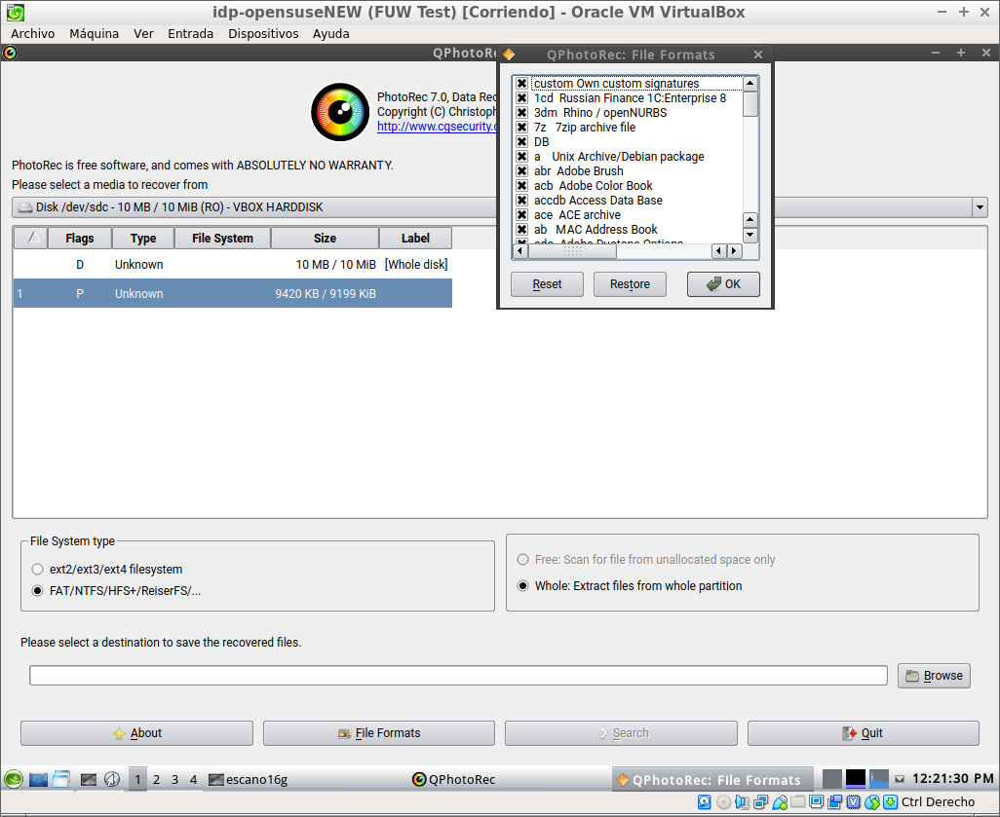 idp-opensuseNEW (FUW Test) [Corriendo] - Oracle VM VirtualBox
Archivo Máquina Ver Entrada Dispositivos Ayuda
QPhotoRec
QPhotoRec: File Formats
PhotoRec 7.0, Data Rec
Copyright (C) Christoph
http://www.cgsecurity.o
custom Own custom signatures
1cd Russian Finance 1C:Enterprise 8
3dm Rhino / openNURBS
7z 7zip archive file
DB
a Unix Archive/Debian package
abr Adobe Brush
acb Adobe Color Book
accdb Access Data Base
ace ACE archive
ab MAC Address Book
ado Adobe Duotone Options
Reset Restore OK
PhotoRec is free software, and comes with ABSOLUTELY NO WARRANTY.
Please select a media to recover from
Disk /dev/sdc - 10 MB / 10 MiB (RO) - VBOX HARDDISK
Flags Type File System Size Label
D Unknown 10 MB / 10 MiB [Whole disk]
1 P Unknown 9420 KB / 9199 KiB
File System type
ext2/ext3/ext4 filesystem
FAT/NTFS/HFS+/ReiserFS/...
Free: Scan for file from unallocated space only
Whole: Extract files from whole partition
Please select a destination to save the recovered files.
Browse
About File Formats Search Quit
1 2 3 4 escano16g QPhotoRec QPhotoRec: File Formats 12:21:30 PM
Ctrl Derecho